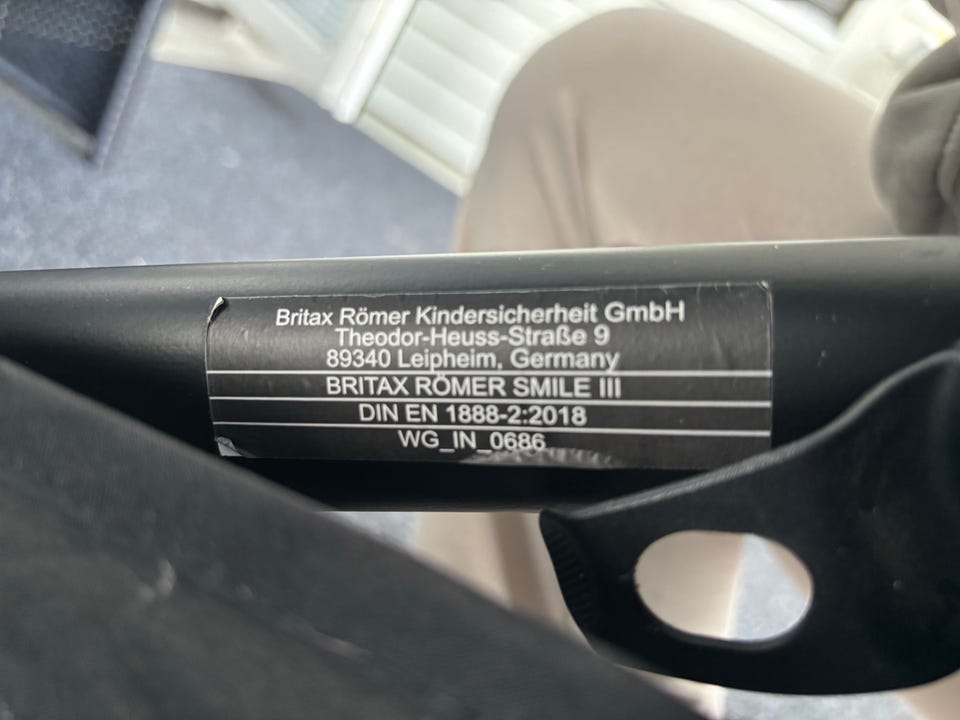 Britax Römer Kindersicherheit GmbH
Theodor-Heuss-Straße 9
89340 Leipheim, Germany
BRITAX RÖMER SMILE III
DIN EN 1888-2:2018
WG_IN_0686